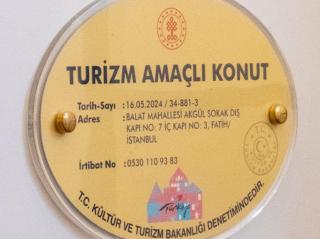 TURİZM AMAÇLI KONUT
Tarih-Sayı : 16.05.2024 / 34-881-3
Adres : BALAT MAHALLESİ AKGÜL SOKAK DIŞ
KAPI NO: 7 İÇ KAPI NO: 3, FATİH/
İSTANBUL
İrtibat No : 0530 110 93 83
Türkiye
T.C. KÜLTÜR VE TURİZM BAKANLIĞI DENETİMİNDEDİR.